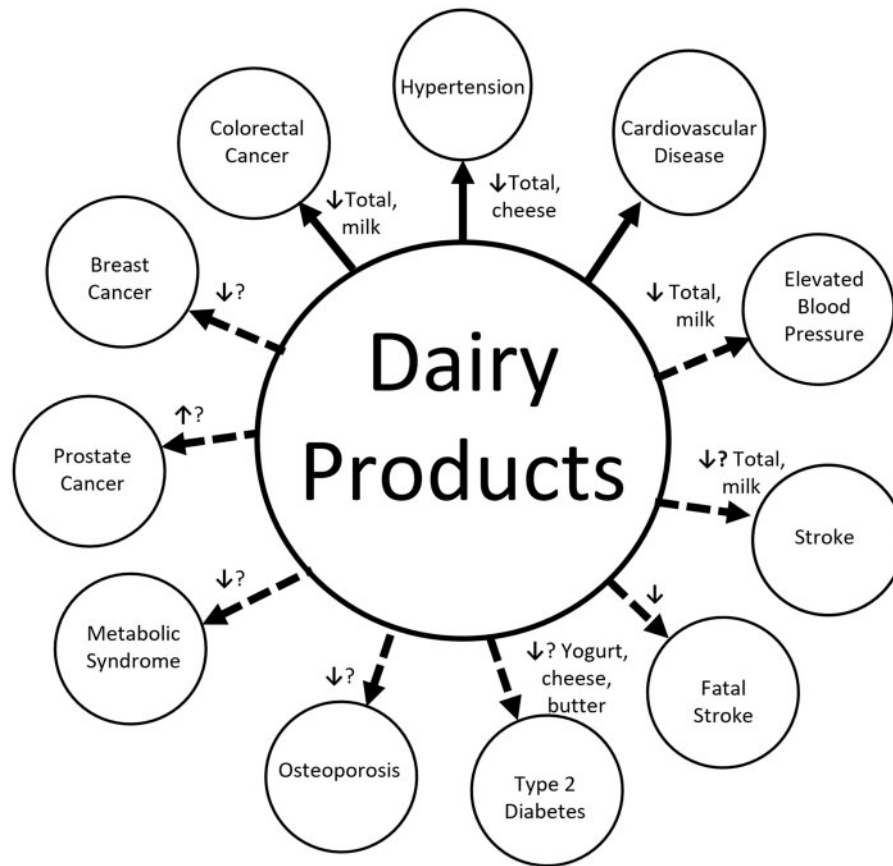 Hypertension
Cardiovascular
Disease
Colorectal
Cancer
↓Total,
milk
↓Total,
cheese
Breast
Cancer
↓?
Elevated
Blood
Pressure
↓ Total,
milk
Dairy
Products
Prostate
Cancer
↑?
Stroke
↓? Total,
milk
Metabolic
Syndrome
↓?
Fatal
Stroke
↓
Osteoporosis
↓?
Type 2
Diabetes
↓? Yogurt,
cheese,
butter